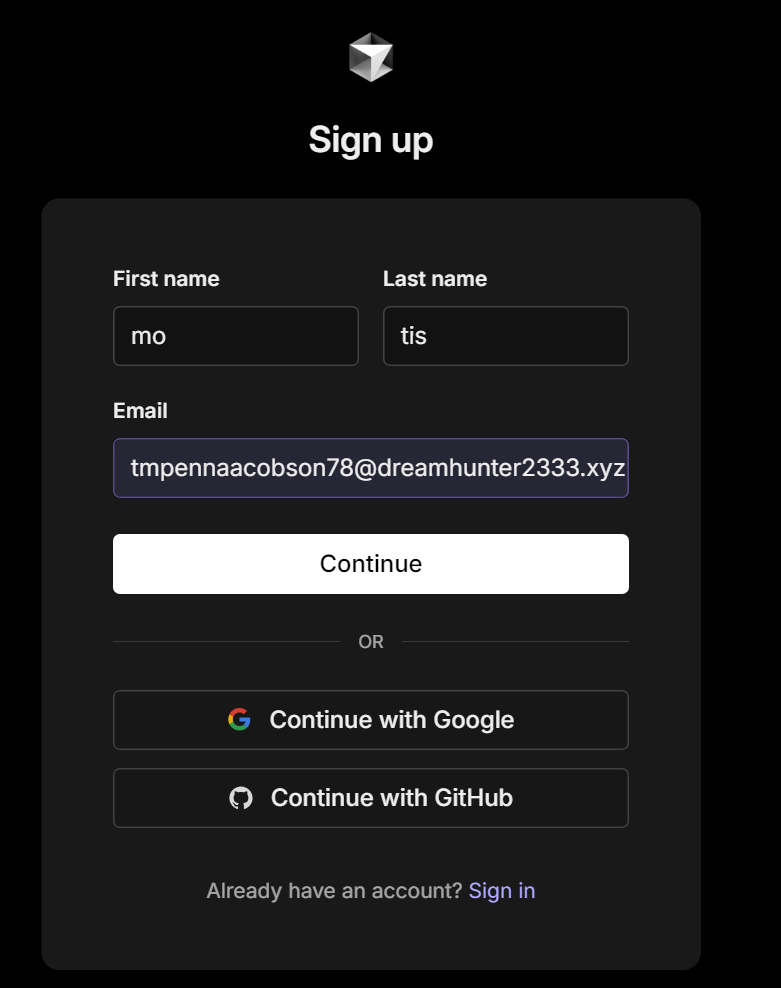 Sign up
First name
Last name
mo
tis
Email
tmpennaacobson78@dreamhunter2333.xyz
Continue
OR
Continue with Google
Continue with GitHub
Already have an account? Sign in